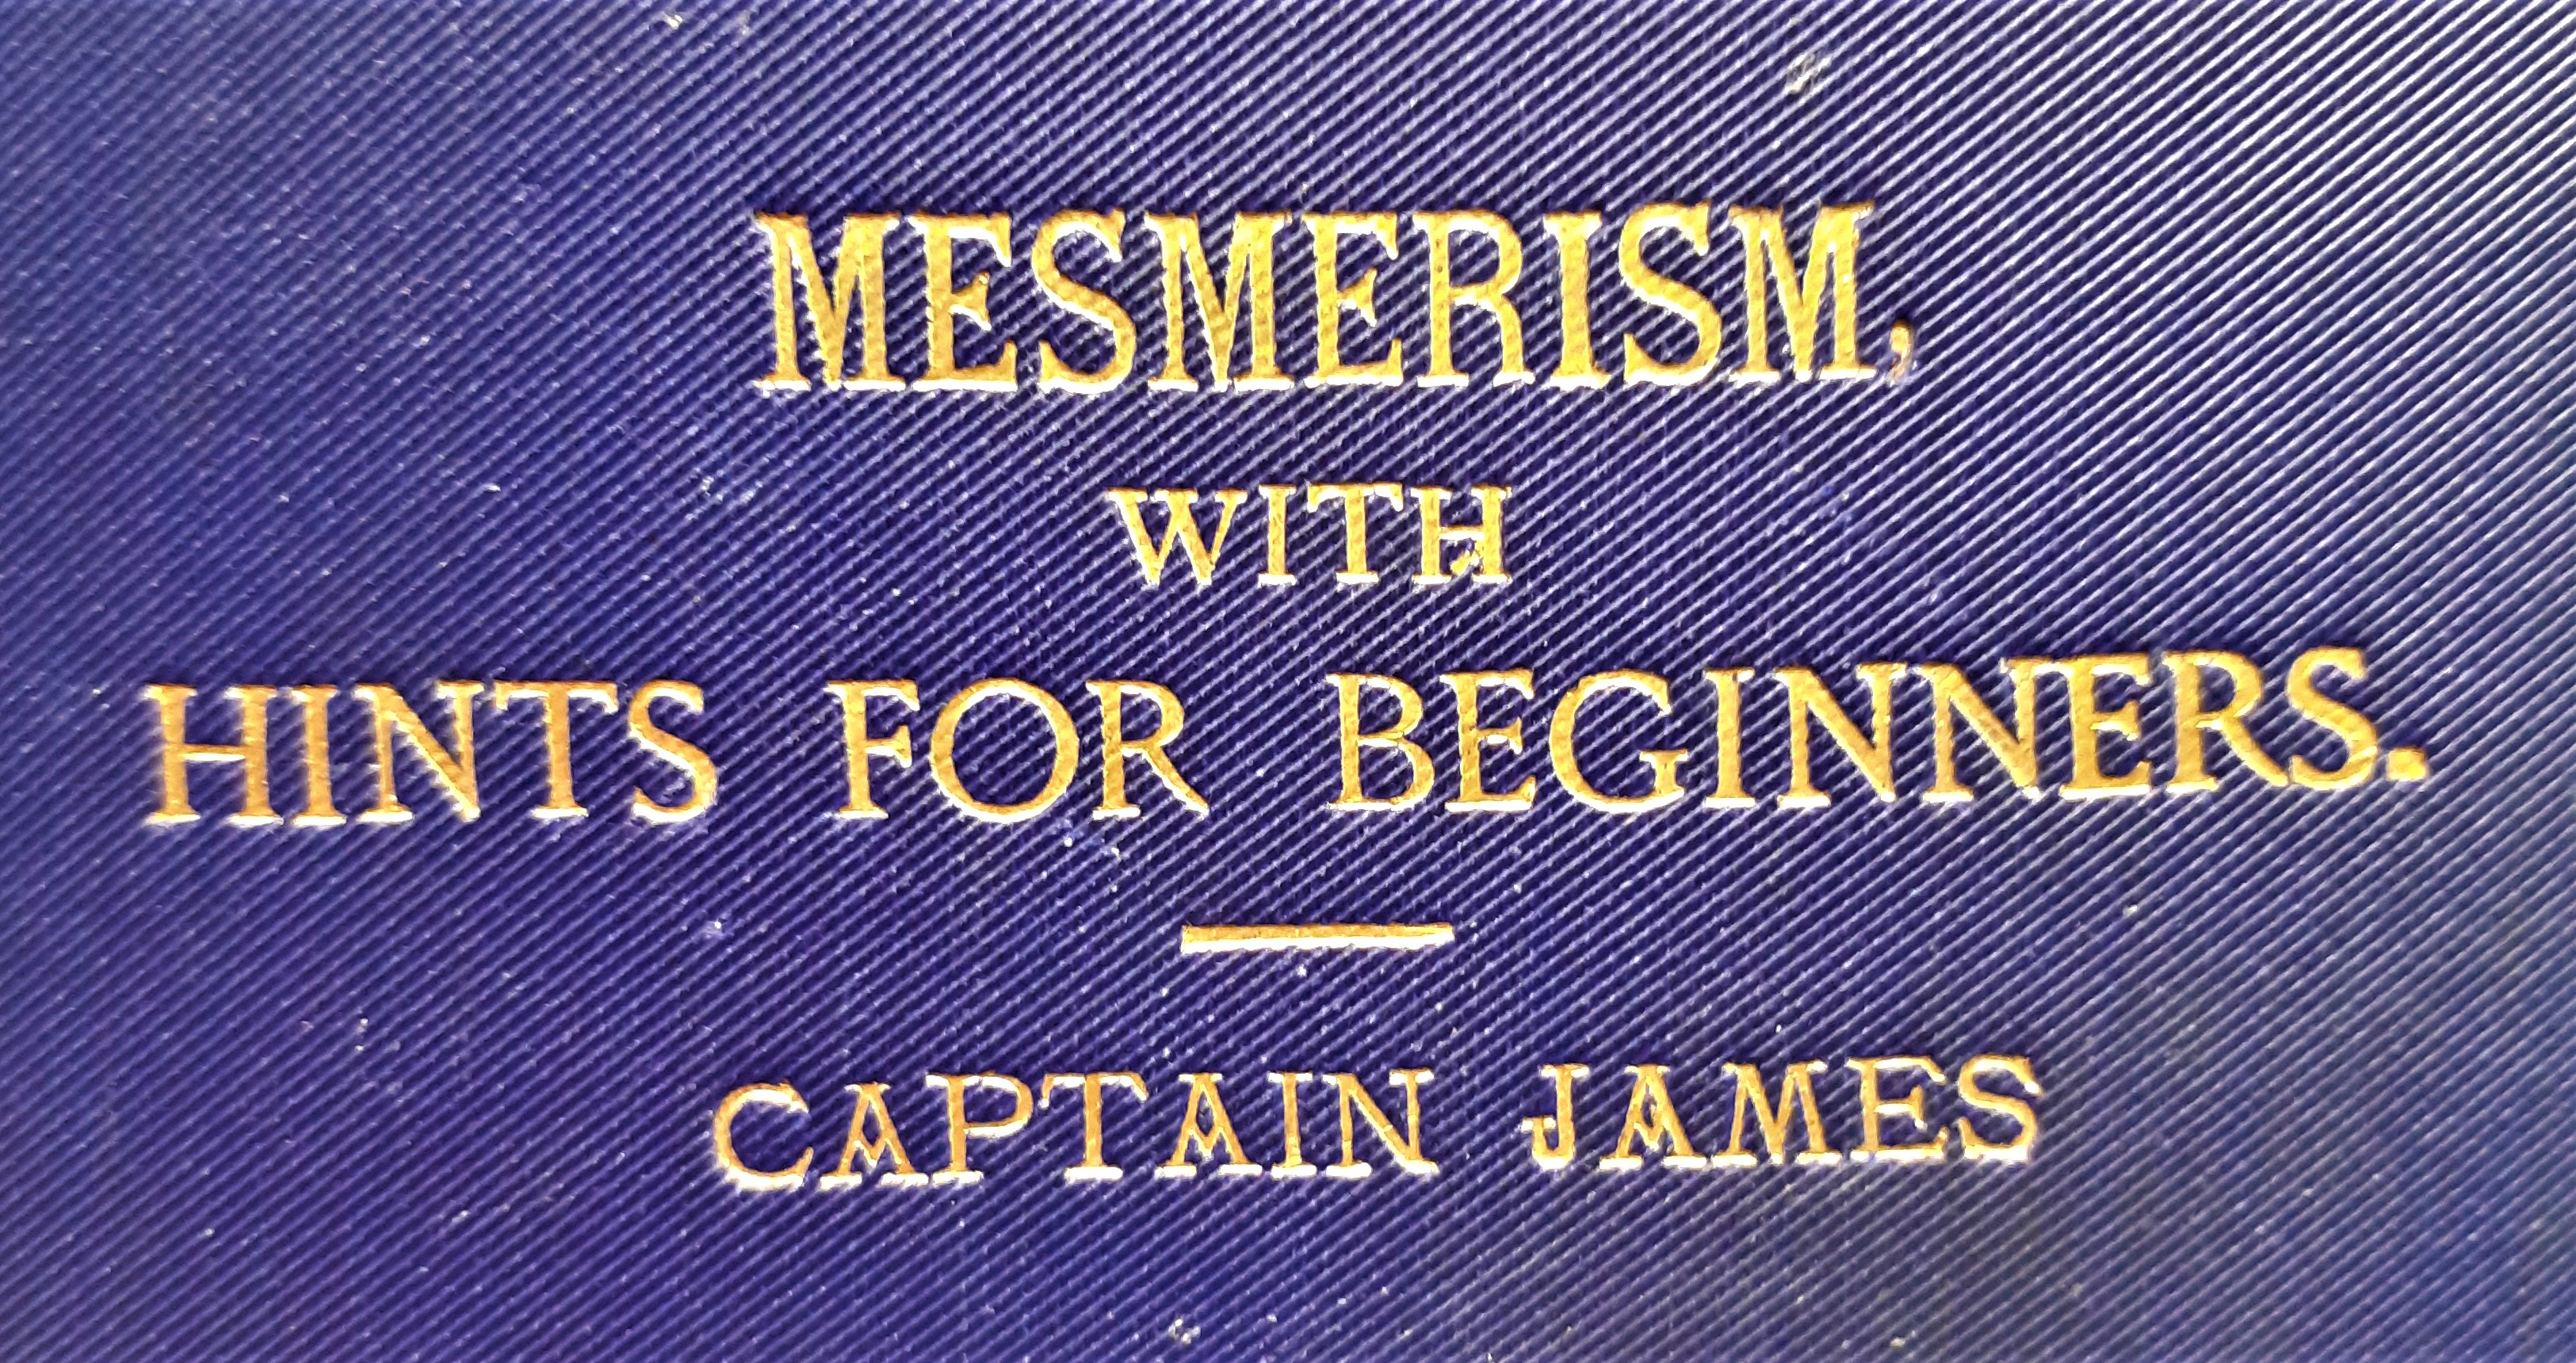 MESMERISM,
WITH
HINTS FOR BEGINNERS.
CAPTAIN JAMES